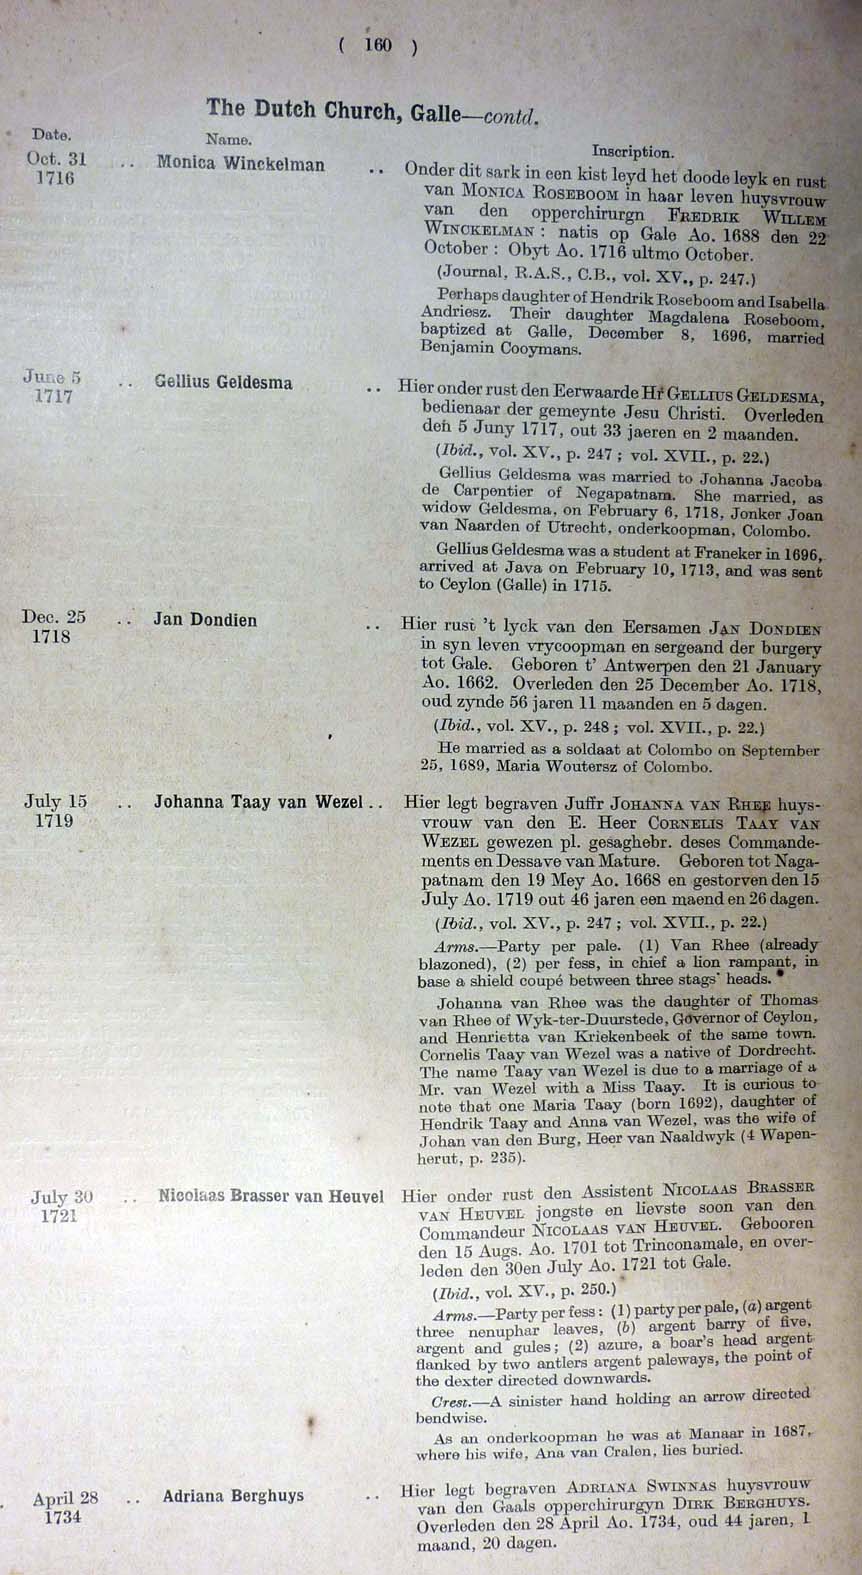 ( 160 )
The Dutch Church, Galle—contd.
Date. Name. Inscription.
Oct. 31 .. Monica Winckelman .. Onder dit sark in een kist leyd het doode leyk en rust
1716 van MONICA ROSEBOOM in haar leven huysvrouw
van den opperchirurgn FREDRIK WILLEM
WINCKELMAN : natis op Gale Ao. 1688 den 22
October : Obyt Ao. 1716 ultmo October.
(Journal, R.A.S., C.B., vol. XV., p. 247.)
Perhaps daughter of Hendrik Roseboom and Isabella
Andriesz. Their daughter Magdalena Roseboom,
baptized at Galle, December 8, 1696, married
Benjamin Cooymans.
June 5 .. Gellius Geldesma .. Hier onder rust den Eerwaarde Hr GELLIUS GELDESMA,
1717 bedienaar der gemeynte Jesu Christi. Overleden
den 5 Juny 1717, out 33 jaeren en 2 maanden.
(Ibid., vol. XV., p. 247 ; vol. XVII., p. 22.)
Gellius Geldesma was married to Johanna Jacoba
de Carpentier of Negapatnam. She married, as
widow Geldesma, on February 6, 1718, Jonker Joan
van Naarden of Utrecht, onderkoopman, Colombo.
Gellius Geldesma was a student at Franeker in 1696,
arrived at Java on February 10, 1713, and was sent
to Ceylon (Galle) in 1715.
Dec. 25 .. Jan Dondien .. Hier rust 't lyck van den Eersamen JAN DONDIEN
1718 in syn leven vrycoopman en sergeand der burgery
tot Gale. Geboren t' Antwerpen den 21 January
Ao. 1662. Overleden den 25 December Ao. 1718,
oud zynde 56 jaren 11 maanden en 5 dagen.
(Ibid., vol. XV., p. 248 ; vol. XVII., p. 22.)
He married as a soldaat at Colombo on September
25, 1689, Maria Woutersz of Colombo.
July 15 .. Johanna Taay van Wezel .. Hier legt begraven Juffr JOHANNA VAN RHEE huys-
1719 vrouw van den E. Heer CORNELIS TAAY VAN
WEZEL gewezen pl. gesaghebr. deses Commande-
ments en Dessave van Mature. Geboren tot Naga-
patnam den 19 Mey Ao. 1668 en gestorven den 15
July Ao. 1719 out 46 jaren een maend en 26 dagen.
(Ibid., vol. XV., p. 247 ; vol. XVII., p. 22.)
Arms.—Party per pale. (1) Van Rhee (already
blazoned), (2) per fess, in chief a lion rampant, in
base a shield coupé between three stags' heads.
Johanna van Rhee was the daughter of Thomas
van Rhee of Wyk-ter-Duurstede, Governor of Ceylon,
and Henrietta van Kriekenbeek of the same town.
Cornelis Taay van Wezel was a native of Dordrecht.
The name Taay van Wezel is due to a marriage of a
Mr. van Wezel with a Miss Taay. It is curious to
note that one Maria Taay (born 1692), daughter of
Hendrik Taay and Anna van Wezel, was the wife of
Johan van den Burg, Heer van Naaldwyk (4 Wapen-
herut, p. 235).
July 30 .. Nicolaas Brasser van Heuvel Hier onder rust den Assistent NICOLAAS BRASSER
1721 VAN HEUVEL jongste en lievste soon van den
Commandeur NICOLAAS VAN HEUVEL. Gebooren
den 15 Augs. Ao. 1701 tot Trinconamale, en over-
leden den 30en July Ao. 1721 tot Gale.
(Ibid., vol. XV., p. 250.)
Arms.—Party per fess : (1) party per pale, (a) argent
three nenuphar leaves, (b) argent barry of five,
argent and gules ; (2) azure, a boar's head argent
flanked by two antlers argent paleways, the point of
the dexter directed downwards.
Crest.—A sinister hand holding an arrow directed
bendwise.
As an onderkoopman he was at Manaar in 1687,
where his wife, Ana van Cralen, lies buried.
April 28 .. Adriana Berghuys .. Hier legt begraven ADRIANA SWINNAS huysvrouw
1734 van den Gaals opperchirurgyn DIRK BERGHUYS.
Overleden den 28 April Ao. 1734, oud 44 jaren, 1
maand, 20 dagen.